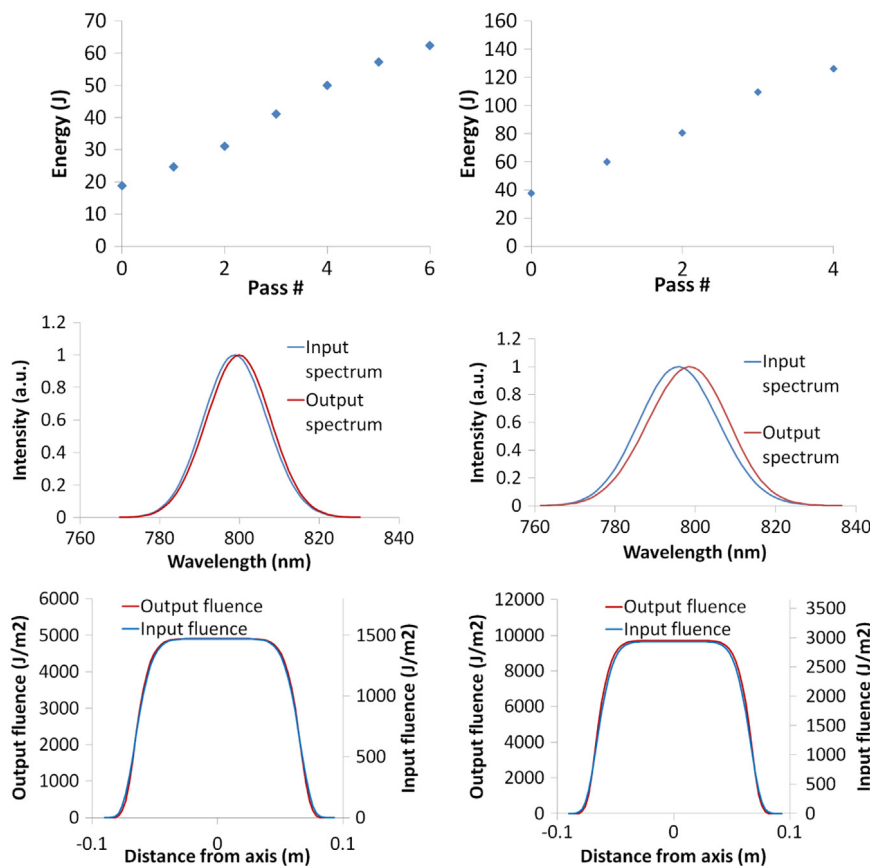 70
60
50
40
30
20
10
0
0 2 4 6
Energy (J)
Pass #
160
140
120
100
80
60
40
20
0
0 2 4
Energy (J)
Pass #
1.2
1
0.8
0.6
0.4
0.2
0
760 780 800 820 840
Intensity (a.u.)
Wavelength (nm)
Input
spectrum
Output
spectrum
1.2
1
0.8
0.6
0.4
0.2
0
760 780 800 820 840
Intensity (a.u.)
Wavelength (nm)
Input
spectrum
Output
spectrum
6000
5000
4000
3000
2000
1000
0
-0.1 0 0.1
Output fluence (J/m2)
Output fluence
Input fluence
1500
1000
500
0
Input fluence (J/m2)
Distance from axis (m)
12000
10000
8000
6000
4000
2000
0
-0.1 0 0.1
Output fluence (J/m2)
Output fluence
Input fluence
3500
3000
2500
2000
1500
1000
500
0
Input fluence (J/m2)
Distance from axis (m)